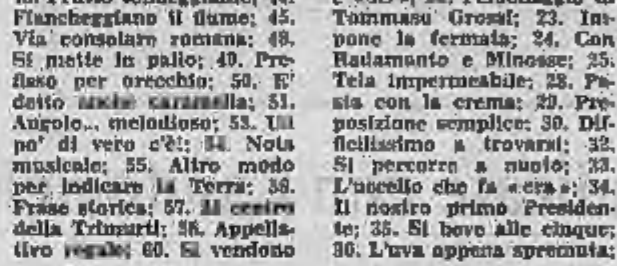 Fiancheggiano il fiume; 45.
Via consolare romana; 48.
Si mette in palio; 49. Pre-
fisso per orecchio; 50. E'
detto anche caramella; 51.
Angolo... melodioso; 53. Un
po' di vero c'è!; 54. Nota
musicale; 55. Altro modo
per indicare la Terra; 56.
Frase storica; 57. Al centro
della Trimurti; 58. Appella-
tivo regale; 60. Si vendono
Tommaso Grossi; 23. Im-
pone la fermata; 24. Con
Radamanto e Minosse; 25.
Tela impermeabile; 28. Pa-
sta con la crema; 29. Pre-
posizione semplice; 30. Dif-
ficilissimo a trovarsi; 32.
Si percorre a nuoto; 33.
L'uccello che fa «cra»; 34.
Il nostro primo Presiden-
te; 35. Si beve alle cinque;
36. L'uva appena spremuta;